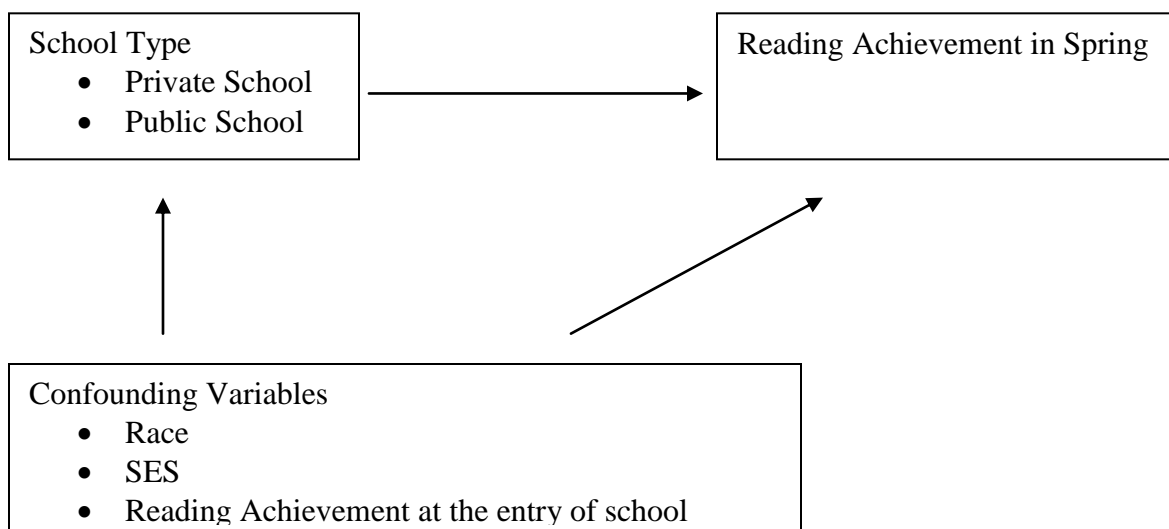 School Type
• Private School
• Public School
Reading Achievement in Spring
Confounding Variables
• Race
• SES
• Reading Achievement at the entry of school